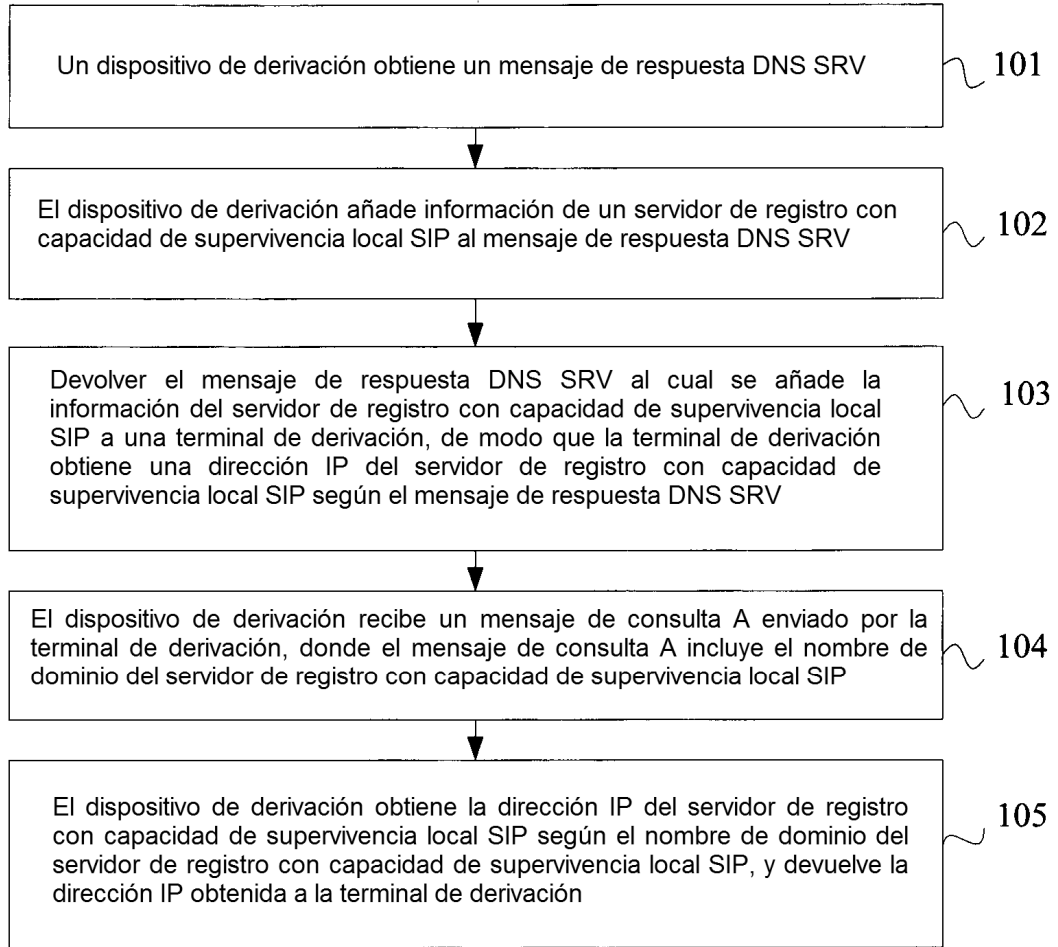 Un dispositivo de derivación obtiene un mensaje de respuesta DNS SRV
101
El dispositivo de derivación añade información de un servidor de registro con
capacidad de supervivencia local SIP al mensaje de respuesta DNS SRV
102
Devolver el mensaje de respuesta DNS SRV al cual se añade la
información del servidor de registro con capacidad de supervivencia local
SIP a una terminal de derivación, de modo que la terminal de derivación
obtiene una dirección IP del servidor de registro con capacidad de
supervivencia local SIP según el mensaje de respuesta DNS SRV
103
El dispositivo de derivación recibe un mensaje de consulta A enviado por la
terminal de derivación, donde el mensaje de consulta A incluye el nombre de
dominio del servidor de registro con capacidad de supervivencia local SIP
104
El dispositivo de derivación obtiene la dirección IP del servidor de registro
con capacidad de supervivencia local SIP según el nombre de dominio del
servidor de registro con capacidad de supervivencia local SIP, y devuelve la
dirección IP obtenida a la terminal de derivación
105